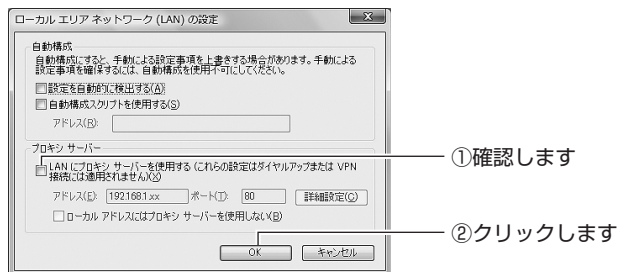 ローカル エリア ネットワーク (LAN) の設定
自動構成
自動構成にすると、手動による設定事項を上書きする場合があります。手動による
設定事項を確保するには、自動構成を使用不可にしてください。
設定を自動的に検出する(A)
自動構成スクリプトを使用する(S)
アドレス(R):
プロキシ サーバー
LAN にプロキシ サーバーを使用する (これらの設定はダイヤルアップまたは VPN
接続には適用されません)(X)
①確認します
アドレス(E): 192.168.1.xx ポート(T): 80 詳細設定(C)
ローカル アドレスにはプロキシ サーバーを使用しない(B)
②クリックします
OK キャンセル